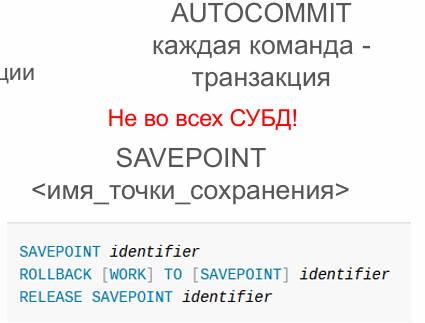 AUTOCOMMIT
каждая команда -
ции
транзакция
Не во всех СУБД!
SAVEPOINT
<имя_точки_сохранения>
SAVEPOINT identifier
ROLLBACK [WORK] TO [SAVEPOINT] identifier
RELEASE SAVEPOINT identifier